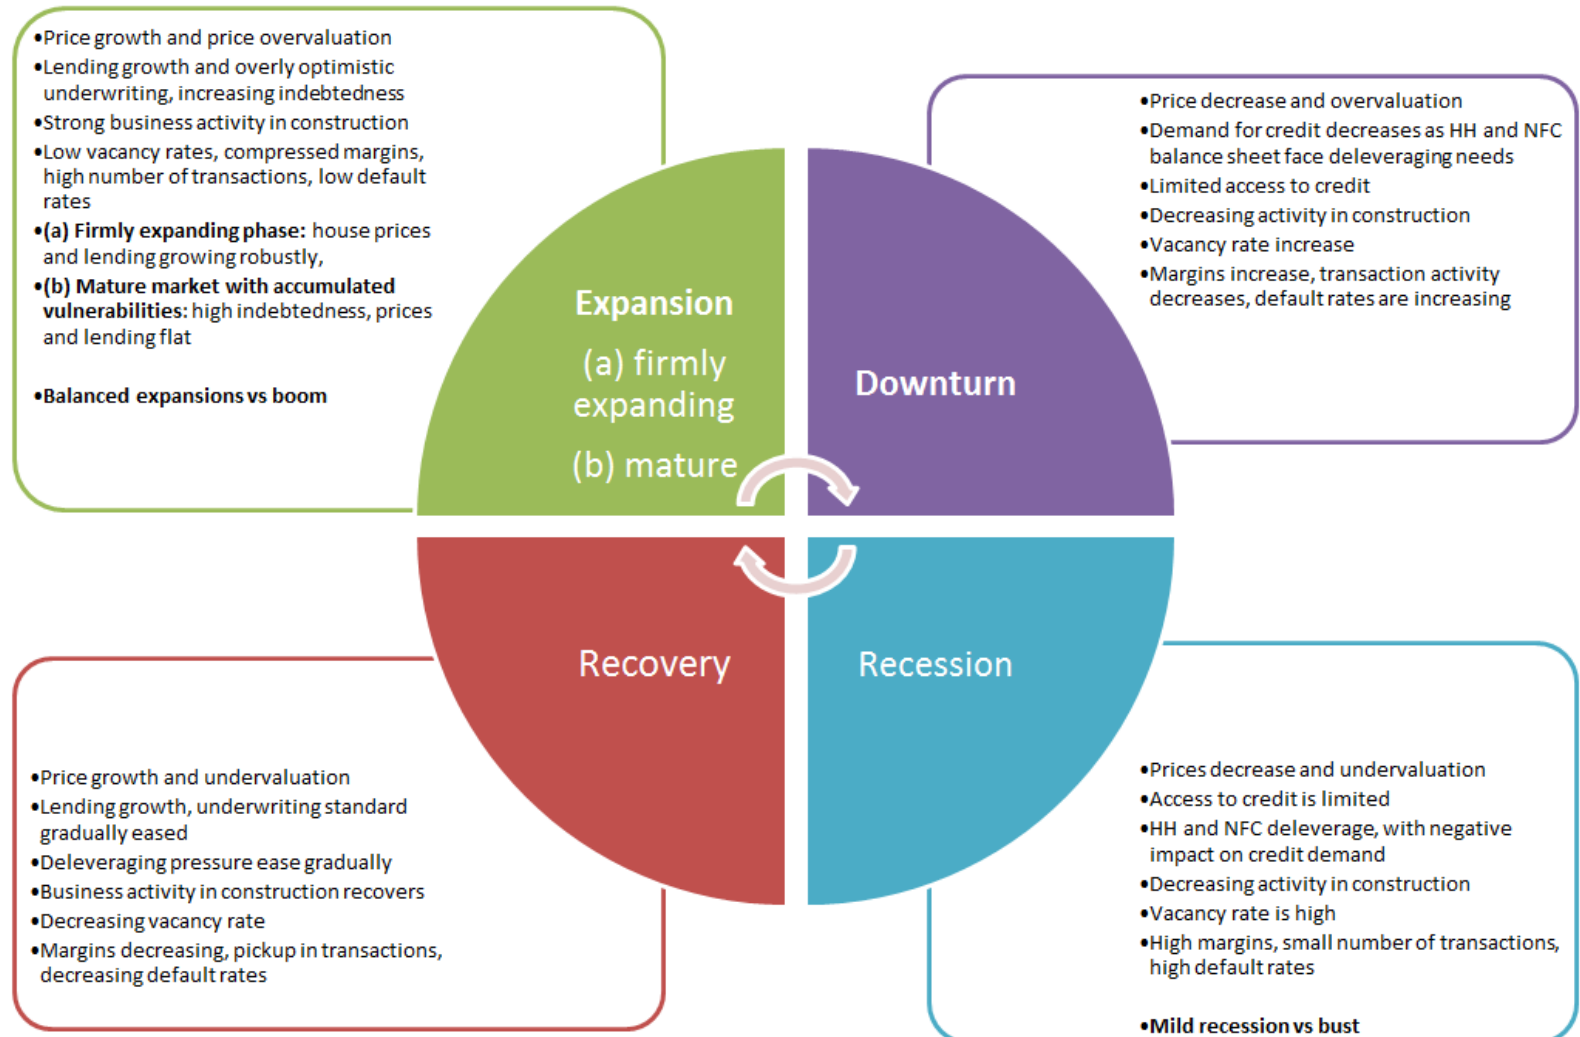 •Price growth and price overvaluation
•Lending growth and overly optimistic
underwriting, increasing indebtedness
•Strong business activity in construction
•Low vacancy rates, compressed margins,
high number of transactions, low default
rates
•(a) Firmly expanding phase: house prices
and lending growing robustly,
•(b) Mature market with accumulated
vulnerabilities: high indebtedness, prices
and lending flat
•Balanced expansions vs boom
•Price decrease and overvaluation
•Demand for credit decreases as HH and NFC
balance sheet face deleveraging needs
•Limited access to credit
•Decreasing activity in construction
•Vacancy rate increase
•Margins increase, transaction activity
decreases, default rates are increasing
Expansion
(a) firmly
expanding
(b) mature
Downturn
Recovery
Recession
•Price growth and undervaluation
•Lending growth, underwriting standard
gradually eased
•Deleveraging pressure ease gradually
•Business activity in construction recovers
•Decreasing vacancy rate
•Margins decreasing, pickup in transactions,
decreasing default rates
•Prices decrease and undervaluation
•Access to credit is limited
•HH and NFC deleverage, with negative
impact on credit demand
•Decreasing activity in construction
•Vacancy rate is high
•High margins, small number of transactions,
high default rates
•Mild recession vs bust